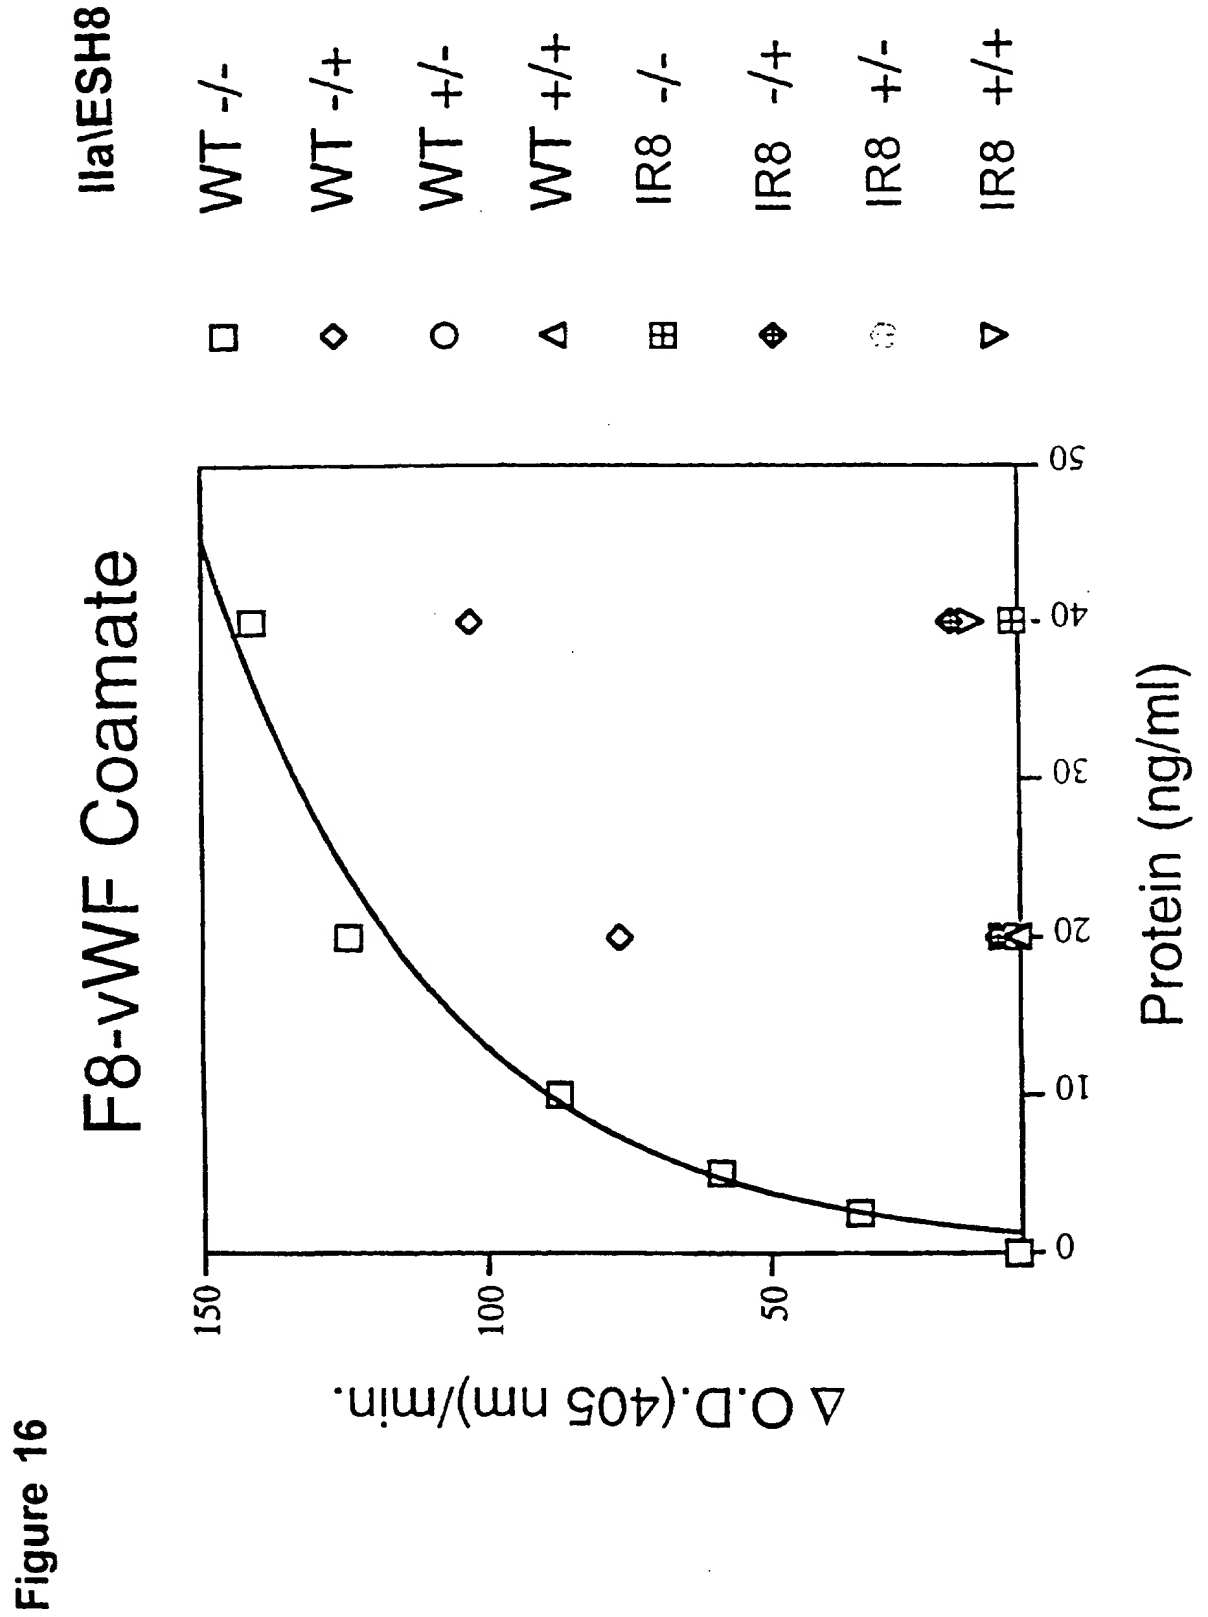 Figure 16
F8-vWF Coamate
IIa\ESH8
WT -/-
WT -/+
WT +/-
WT +/+
IR8 -/-
IR8 -/+
IR8 +/-
IR8 +/+
Δ O.D.(405 nm)/min.
150
100
50
0
10
20
30
40
50
Protein (ng/ml)